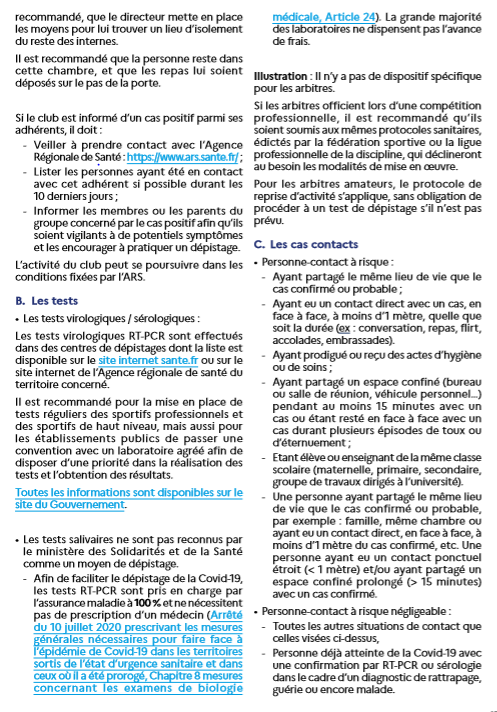 recommandé, que le directeur mette en place
les moyens pour lui trouver un lieu d'isolement
du reste des internes.
Il est recommandé que la personne reste dans
cette chambre, et que les repas lui soient
déposés sur le pas de la porte.
Si le club est informé d'un cas positif parmi ses
adhérents, il doit :
- Veiller à prendre contact avec l'Agence
Régionale de Santé : https://www.ars.sante.fr/ ;
- Lister les personnes ayant été en contact
avec cet adhérent si possible durant les
10 derniers jours ;
- Informer les membres ou les parents du
groupe concerné par le cas positif afin qu'ils
soient vigilants à de potentiels symptômes
et les encourager à pratiquer un dépistage.
L'activité du club peut se poursuivre dans les
conditions fixées par l'ARS.
B. Les tests
• Les tests virologiques / sérologiques :
Les tests virologiques RT-PCR sont effectués
dans des centres de dépistages dont la liste est
disponible sur le site internet sante.fr ou sur le
site internet de l'Agence régionale de santé du
territoire concerné.
Il est recommandé pour la mise en place de
tests réguliers des sportifs professionnels et
des sportifs de haut niveau, mais aussi pour
les établissements publics de passer une
convention avec un laboratoire agréé afin de
disposer d'une priorité dans la réalisation des
tests et l'obtention des résultats.
Toutes les informations sont disponibles sur le
site du Gouvernement.
• Les tests salivaires ne sont pas reconnus par
le ministère des Solidarités et de la Santé
comme un moyen de dépistage.
- Afin de faciliter le dépistage de la Covid-19,
les tests RT-PCR sont pris en charge par
l'assurance maladie à 100 % et ne nécessitent
pas de prescription d'un médecin (Arrêté
du 10 juillet 2020 prescrivant les mesures
générales nécessaires pour faire face à
l'épidémie de Covid-19 dans les territoires
sortis de l'état d'urgence sanitaire et dans
ceux où il a été prorogé, Chapitre 8 mesures
concernant les examens de biologie
médicale, Article 24). La grande majorité
des laboratoires ne dispensent pas l'avance
de frais.
Illustration : Il n'y a pas de dispositif spécifique
pour les arbitres.
Si les arbitres officient lors d'une compétition
professionnelle, il est recommandé qu'ils
soient soumis aux mêmes protocoles sanitaires,
édictés par la fédération sportive ou la ligue
professionnelle de la discipline, qui déclineront
au besoin les modalités de mise en œuvre.
Pour les arbitres amateurs, le protocole de
reprise d'activité s'applique, sans obligation de
procéder à un test de dépistage s'il n'est pas
prévu.
C. Les cas contacts
• Personne-contact à risque :
- Ayant partagé le même lieu de vie que le
cas confirmé ou probable ;
- Ayant eu un contact direct avec un cas, en
face à face, à moins d'1 mètre, quelle que
soit la durée (ex : conversation, repas, flirt,
accolades, embrassades).
- Ayant prodigué ou reçu des actes d'hygiène
ou de soins ;
- Ayant partagé un espace confiné (bureau
ou salle de réunion, véhicule personnel...)
pendant au moins 15 minutes avec un
cas ou étant resté en face à face avec un
cas durant plusieurs épisodes de toux ou
d'éternuement ;
- Etant élève ou enseignant de la même classe
scolaire (maternelle, primaire, secondaire,
groupe de travaux dirigés à l'université).
- Une personne ayant partagé le même lieu
de vie que le cas confirmé ou probable,
par exemple : famille, même chambre ou
ayant eu un contact direct, en face à face, à
moins d'1 mètre du cas confirmé, etc. Une
personne ayant eu un contact ponctuel
étroit (< 1 mètre) et/ou ayant partagé un
espace confiné prolongé (> 15 minutes)
avec un cas confirmé.
• Personne-contact à risque négligeable :
- Toutes les autres situations de contact que
celles visées ci-dessus,
- Personne déjà atteinte de la Covid-19 avec
une confirmation par RT-PCR ou sérologie
dans le cadre d'un diagnostic de rattrapage,
guérie ou encore malade.